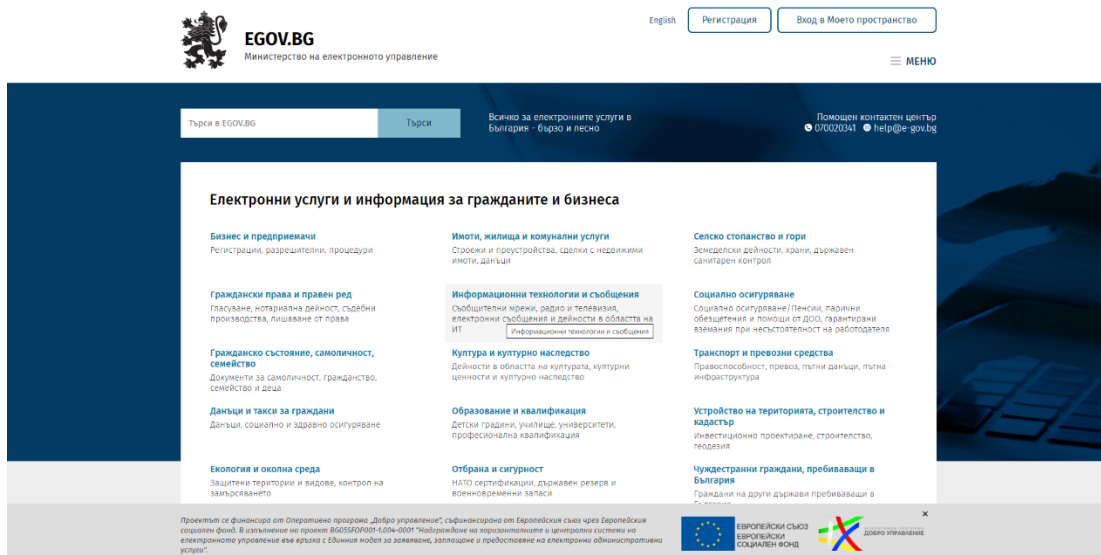 English
Регистрация
Вход в Моето пространство
EGOV.BG
Министерство на електронното управление
МЕНЮ
Търси в EGOV.BG
Търси
Всичко за електронните услуги в
България - бързо и лесно
Помощен контактен център
070020341 help@e-gov.bg
Електронни услуги и информация за гражданите и бизнеса
Бизнес и предприемачи
Регистрации, разрешителни, процедури
Имоти, жилища и комунални услуги
Строежи и преустройства, сделки с недвижими
имоти, данъци
Селско стопанство и гори
Земеделски дейности, храни, държавен
санитарен контрол
Граждански права и правен ред
Гласуване, нотариална дейност, съдебни
производства, лишаване от права
Информационни технологии и съобщения
Съобщителни мрежи, радио и телевизия,
електронни съобщения и дейности в областта на
ИТ
Информационни технологии и съобщения
Социално осигуряване
Социално осигуряване/Пенсии, парични
обезщетения и помощи от ДОО, гарантирани
вземания при несъстоятелност на работодателя
Гражданско състояние, самоличност,
семейство
Документи за самоличност, гражданство,
семейство и деца
Култура и културно наследство
Дейности в областта на културата, културни
ценности и културно наследство
Транспорт и превозни средства
Правоспособност, превоз, пътни данъци, пътна
инфраструктура
Данъци и такси за граждани
Данъци, социално и здравно осигуряване
Образование и квалификация
Детски градини, училище, университети,
професионална квалификация
Устройство на територията, строителство и
кадастър
Инвестиционно проектиране, строителство,
геодезия
Екология и околна среда
Защитени територии и видове, контрол на
замърсяването
Отбрана и сигурност
НАТО сертификации, държавен резерв и
военновременни запаси
Чуждестранни граждани, пребиваващи в
България
Граждани на други държави пребиваващи в
Проектът се финансира от Оперативна програма „Добро управление", съфинансирана от Европейския съюз чрез Европейския
социален фонд. В изпълнение на проект BG05SFOP001-1.004-0001 "Надграждане на хоризонталните и централни системи на
електронното управление във връзка с Единния модел за заявяване, заплащане и предоставяне на електронни административни
услуги".
ЕВРОПЕЙСКИ СЪЮЗ
ЕВРОПЕЙСКИ
СОЦИАЛЕН ФОНД
ДОБРО УПРАВЛЕНИЕ